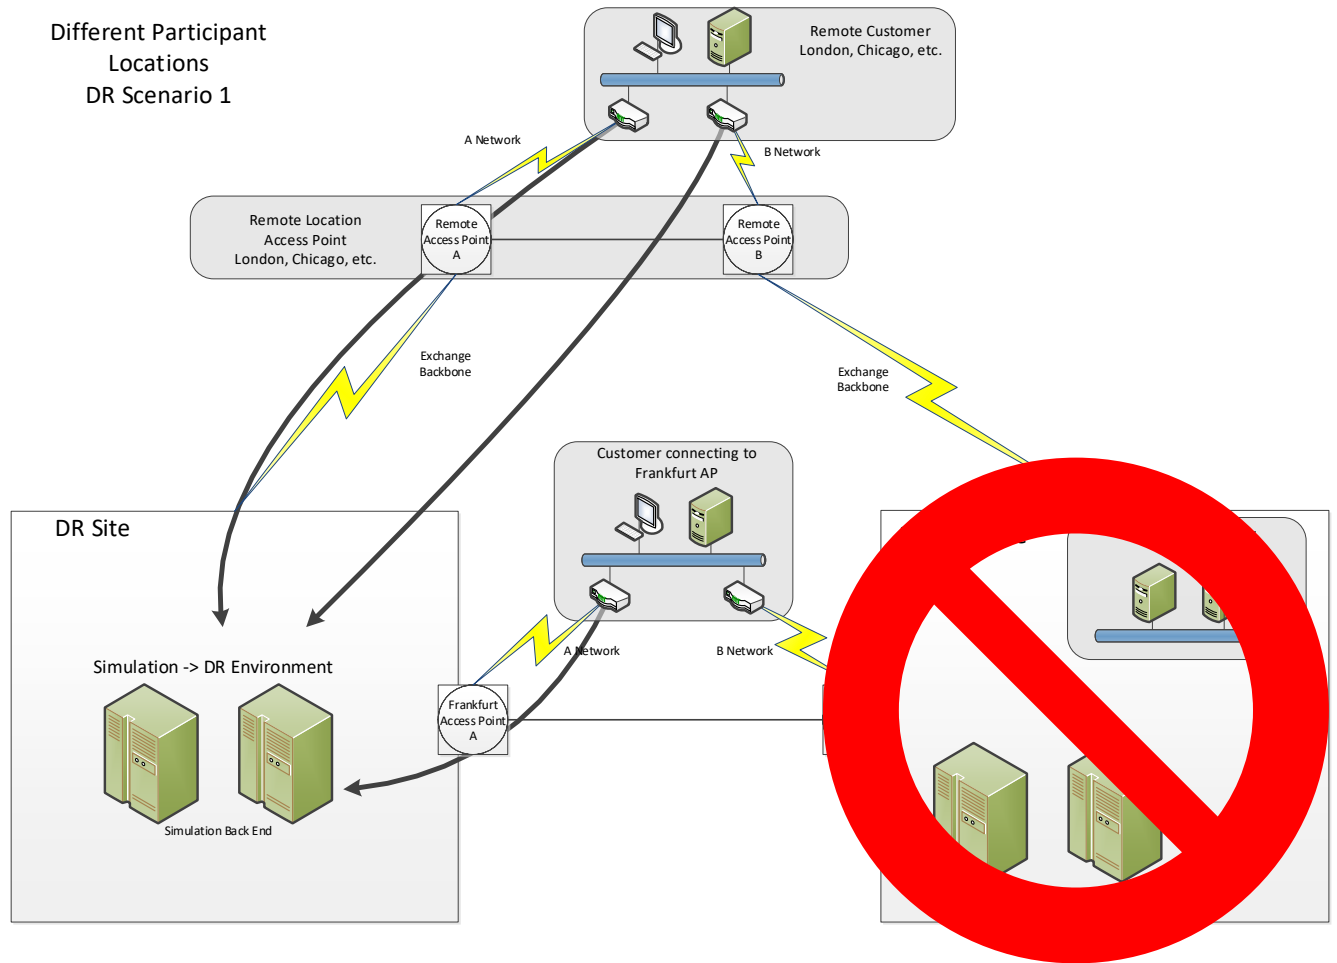 Different Participant
Locations
DR Scenario 1
Remote Customer
London, Chicago, etc.
A Network
B Network
Remote Location
Access Point
London, Chicago, etc.
Remote
Access Point
A
Remote
Access Point
B
Exchange
Backbone
Exchange
Backbone
Customer connecting to
Frankfurt AP
DR Site
A Network
B Network
Simulation -> DR Environment
Frankfurt
Access Point
A
Simulation Back End